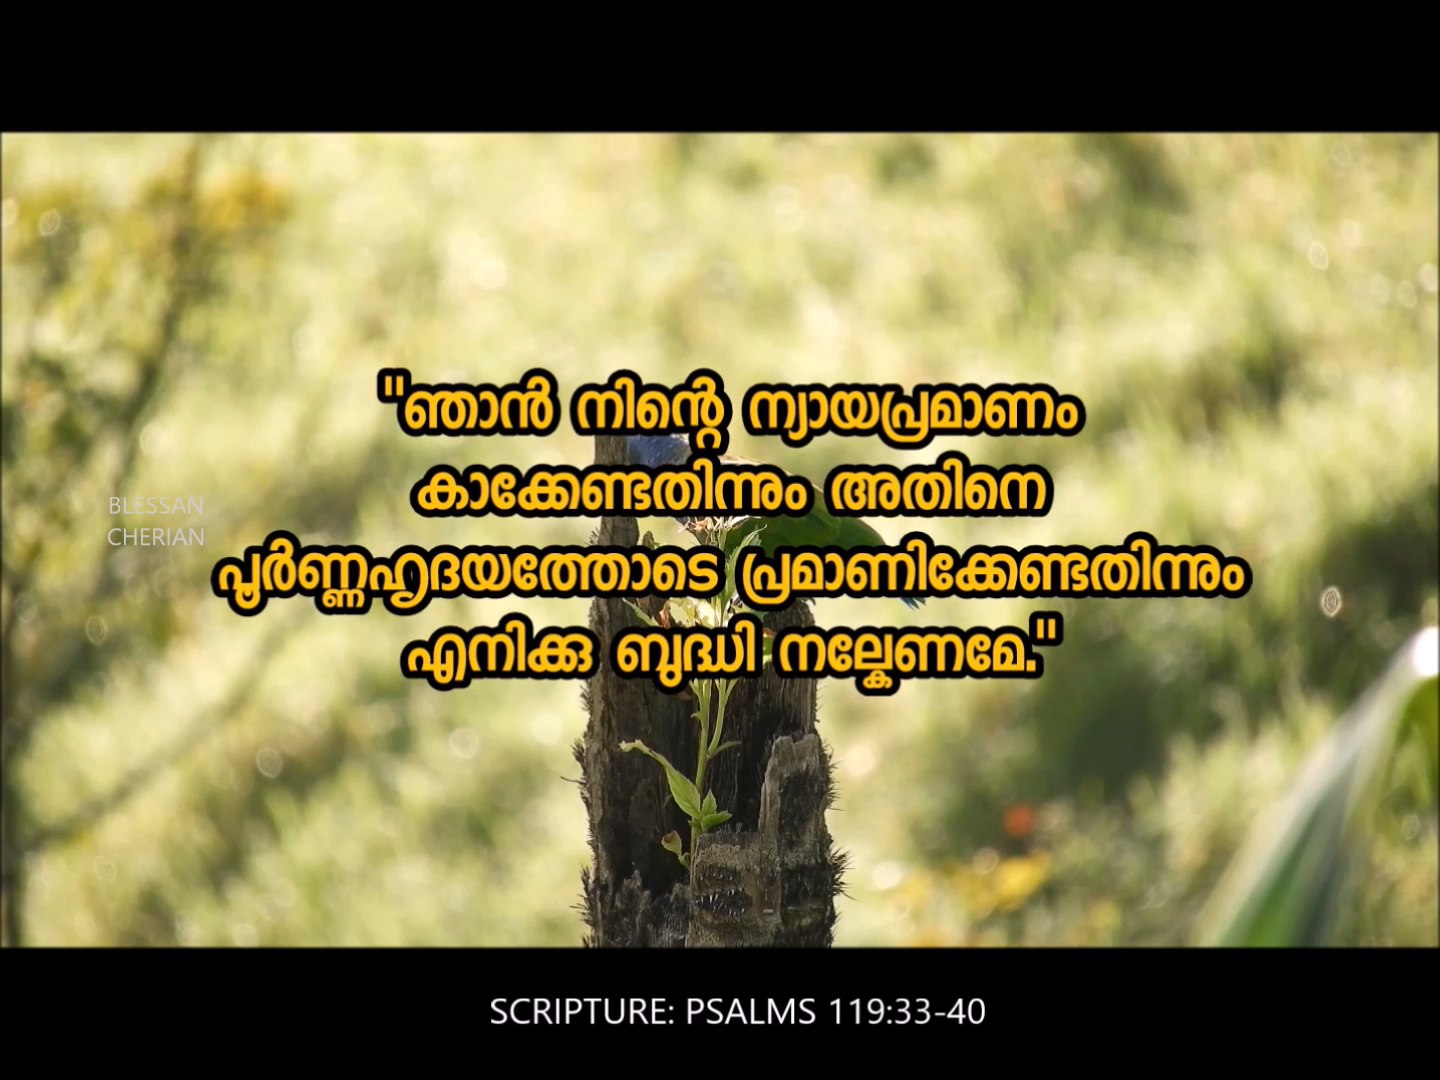 "ഞാൻ നിന്റെ ന്യായപ്രമാണം
കാക്കേണ്ടതിന്നും അതിനെ
പൂർണ്ണഹൃദയത്തോടെ പ്രമാണിക്കേണ്ടതിന്നും
എനിക്കു ബുദ്ധി നല്കേണമേ."
BLESSAN
CHERIAN
SCRIPTURE: PSALMS 119:33-40